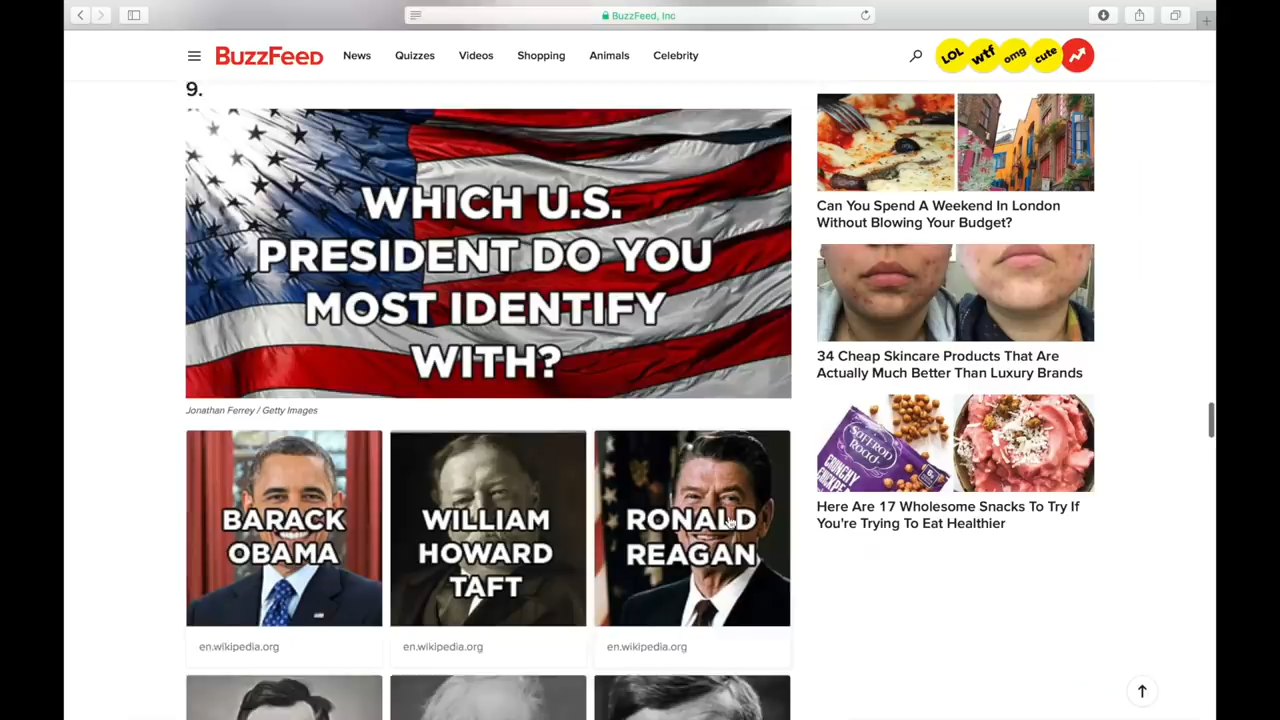 BuzzFeed, Inc
BuzzFeed
News
Quizzes
Videos
Shopping
Animals
Celebrity
LOL
wtf
omg
cute
9.
WHICH U.S.
PRESIDENT DO YOU
MOST IDENTIFY
WITH?
Jonathan Ferrey / Getty Images
BARACK
OBAMA
en.wikipedia.org
WILLIAM
HOWARD
TAFT
en.wikipedia.org
RONALD
REAGAN
en.wikipedia.org
Can You Spend A Weekend In London
Without Blowing Your Budget?
34 Cheap Skincare Products That Are
Actually Much Better Than Luxury Brands
SAFFRON
ROAD
CRUNCHY
Here Are 17 Wholesome Snacks To Try If
You're Trying To Eat Healthier